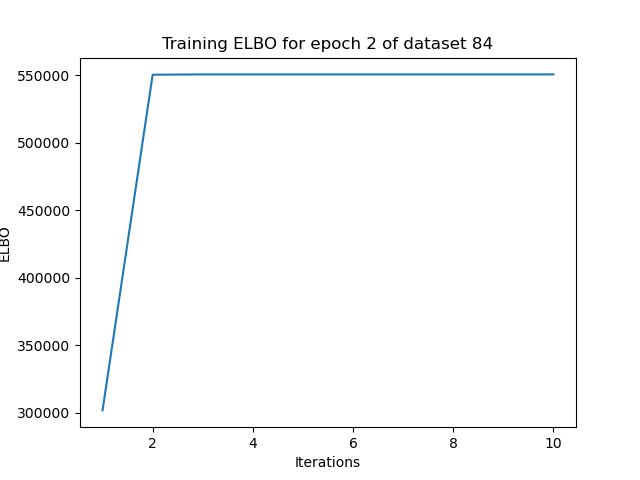 Training ELBO for epoch 2 of dataset 84
550000
500000
450000
400000
350000
300000
ELBO
2 4 6 8 10
Iterations